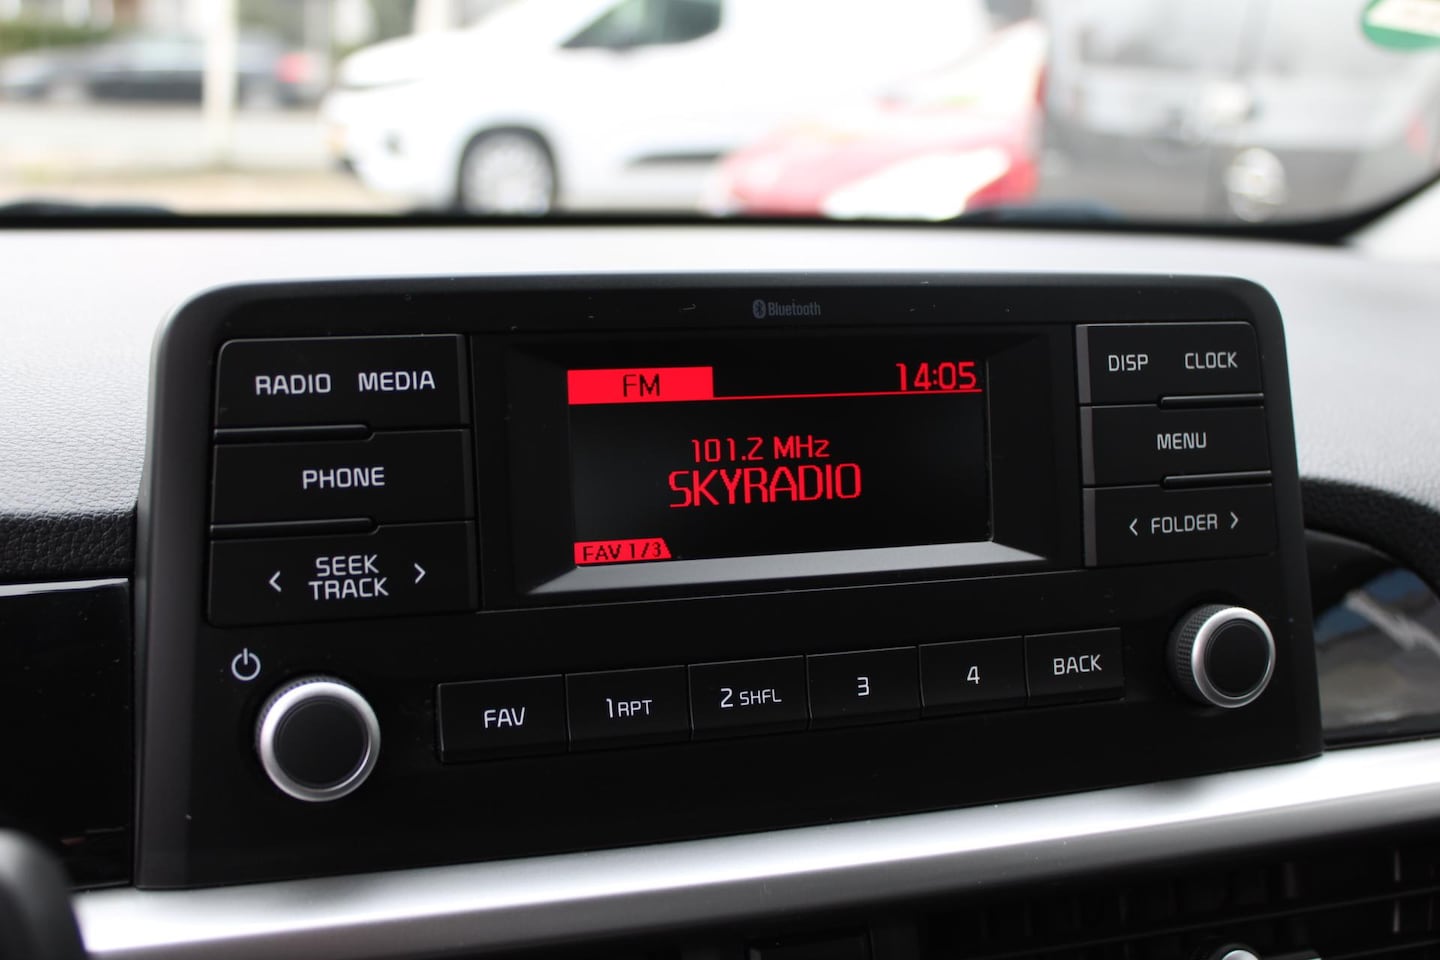 Bluetooth
RADIO MEDIA
PHONE
< SEEK TRACK >
FM 14:05
101.2 MHz
SKYRADIO
FAV 1/3
DISP CLOCK
MENU
< FOLDER >
FAV 1 RPT 2 SHFL 3 4 BACK